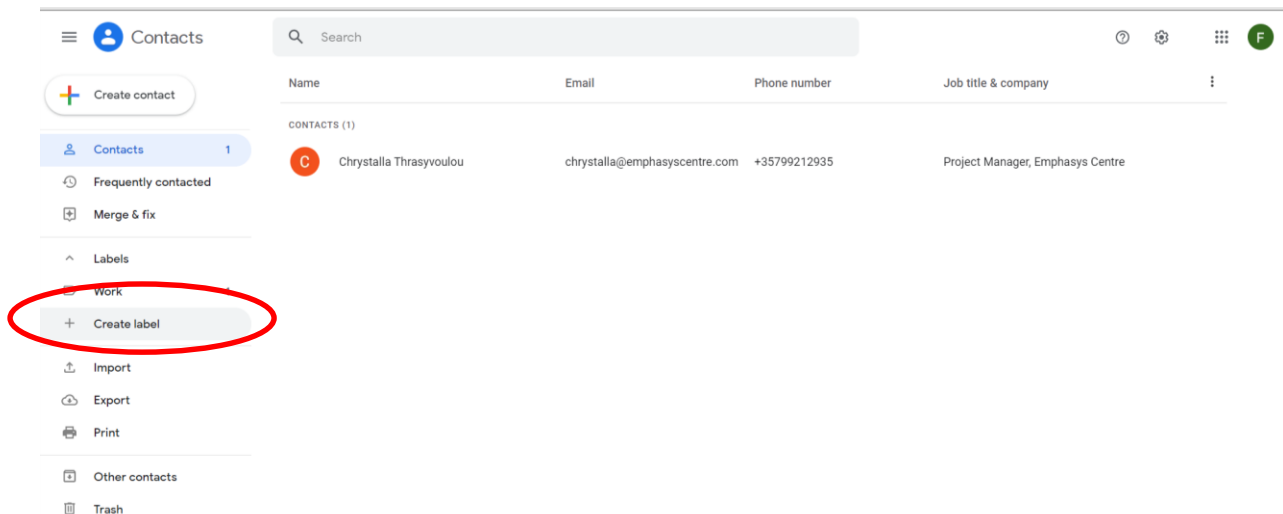 Contacts
Search
F
Create contact
Name Email Phone number Job title & company
CONTACTS (1)
Contacts 1
C Chrystalla Thrasyvoulou chrystalla@emphasyscentre.com +35799212935 Project Manager, Emphasys Centre
Frequently contacted
Merge & fix
Labels
Work
Create label
Import
Export
Print
Other contacts
Trash